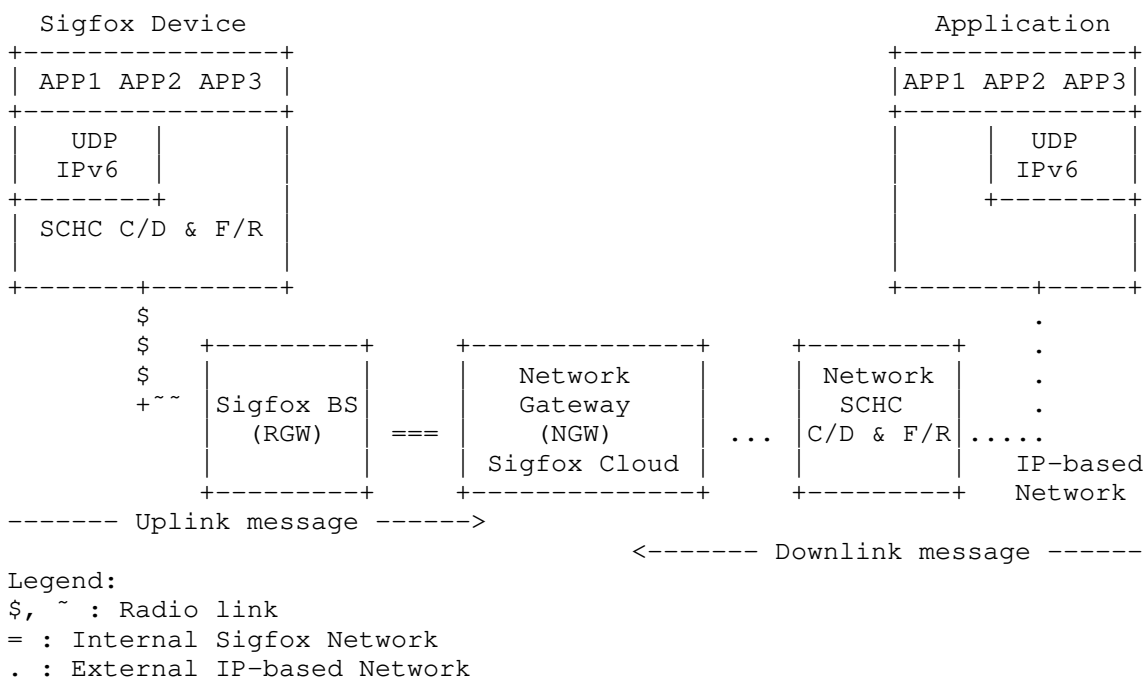 Sigfox Device                                           Application
+----------------+                                     +--------------+
| APP1 APP2 APP3 |                                     |APP1 APP2 APP3|
+----------------+                                     +--------------+
|   UDP  |       |                                     |     |  UDP   |
|  IPv6  |       |                                     |     | IPv6   |
+--------+       |                                     |     +--------+
| SCHC C/D & F/R |                                     |              |
|                |                                     |              |
+-------+--------+                                     +--------+-----+
        $                                                       .
        $   +---------+     +--------------+     +---------+    .
        $   |         |     |   Network    |     | Network |    .
        +~~ |Sigfox BS|     |   Gateway    |     |  SCHC   |    .
            |  (RGW)  | === |    (NGW)     | ... |C/D & F/R|.....
            |         |     | Sigfox Cloud |     |         |   IP-based
            +---------+     +--------------+     +---------+   Network
------- Uplink message ------>
                                       <------- Downlink message ------
Legend:
$, ~ : Radio link
= : Internal Sigfox Network
. : External IP-based Network